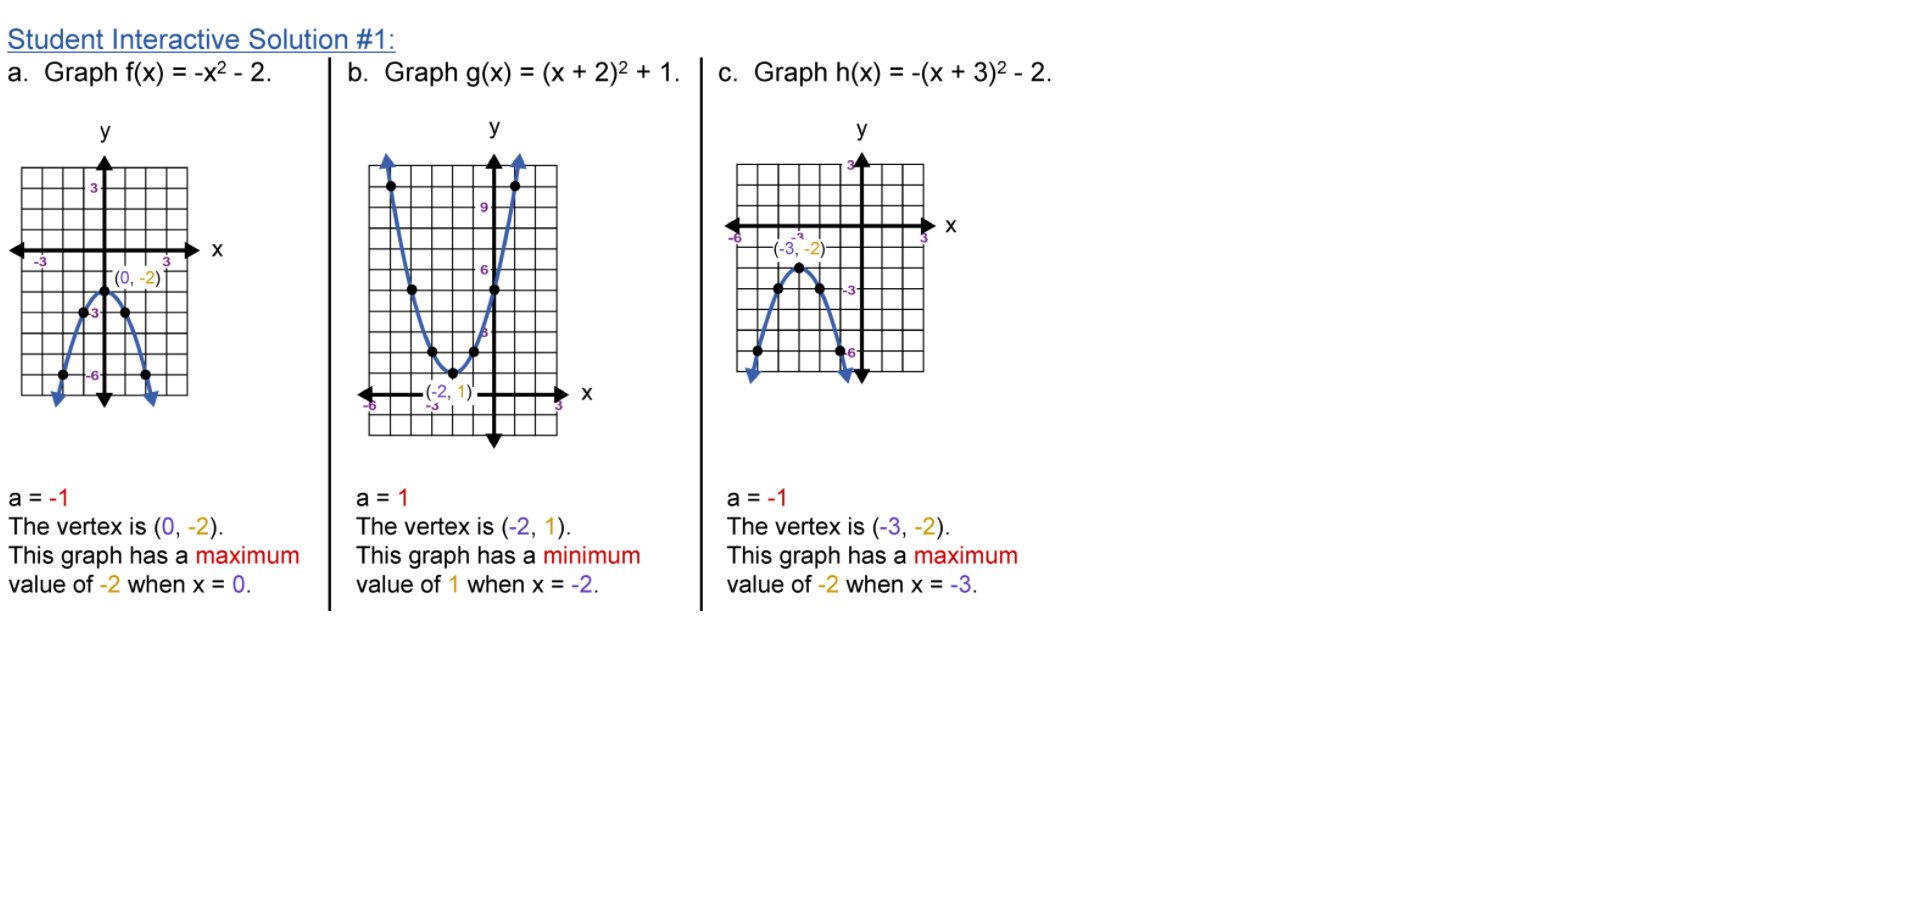 Student Interactive Solution #1:
a. Graph f(x) = -x² - 2.
y
3
x
-3
3
(0, -2)
-3
-6
a = -1
The vertex is (0, -2).
This graph has a maximum
value of -2 when x = 0.
b. Graph g(x) = (x + 2)² + 1.
y
9
6
3
(-2, 1)
x
-6
-3
3
a = 1
The vertex is (-2, 1).
This graph has a minimum
value of 1 when x = -2.
c. Graph h(x) = -(x + 3)² - 2.
y
3
x
-6
-3
3
(-3, -2)
-3
-6
a = -1
The vertex is (-3, -2).
This graph has a maximum
value of -2 when x = -3.